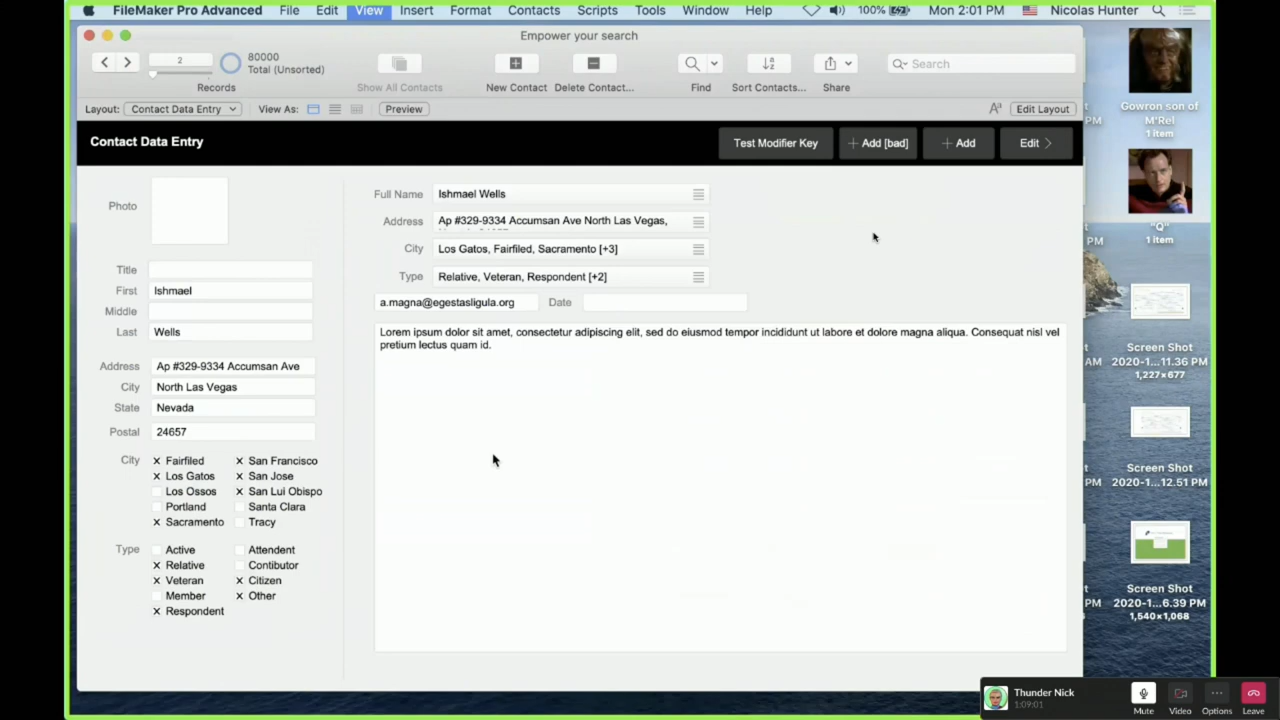 FileMaker Pro Advanced File Edit View Insert Format Contacts Scripts Tools Window Help 100% Mon 2:01 PM Nicolas Hunter
Empower your search
2
80000
Total (Unsorted)
Search
Records
Show All Contacts
New Contact
Delete Contact...
Find
Sort Contacts...
Share
Layout: Contact Data Entry View As: Preview Edit Layout
Contact Data Entry
Test Modifier Key
+ Add [bad]
+ Add
Edit >
Photo
Title
First Ishmael
Middle
Last Wells
Address Ap #329-9334 Accumsan Ave
City North Las Vegas
State Nevada
Postal 24657
City
X Fairfiled X San Francisco
X Los Gatos X San Jose
Los Ossos X San Lui Obispo
Portland Santa Clara
X Sacramento Tracy
Type
Active Attendent
X Relative Contibutor
X Veteran X Citizen
Member X Other
X Respondent
Full Name Ishmael Wells
Address Ap #329-9334 Accumsan Ave North Las Vegas,
City Los Gatos, Fairfiled, Sacramento [+3]
Type Relative, Veteran, Respondent [+2]
a.magna@egestasligula.org Date
Lorem ipsum dolor sit amet, consectetur adipiscing elit, sed do eiusmod tempor incididunt ut labore et dolore magna aliqua. Consequat nisl vel
pretium lectus quam id.
Gowron son of
M'Rel
1 item
PM
"Q"
1 item
PM
Screen Shot
2020-1...11.36 PM
1,227×677
t
AM
Screen Shot
2020-1...12.51 PM
t
PM
Screen Shot
2020-1...6.39 PM
1,540×1,068
t
PM
Thunder Nick
1:09:01
Mute
Video
Options
Leave